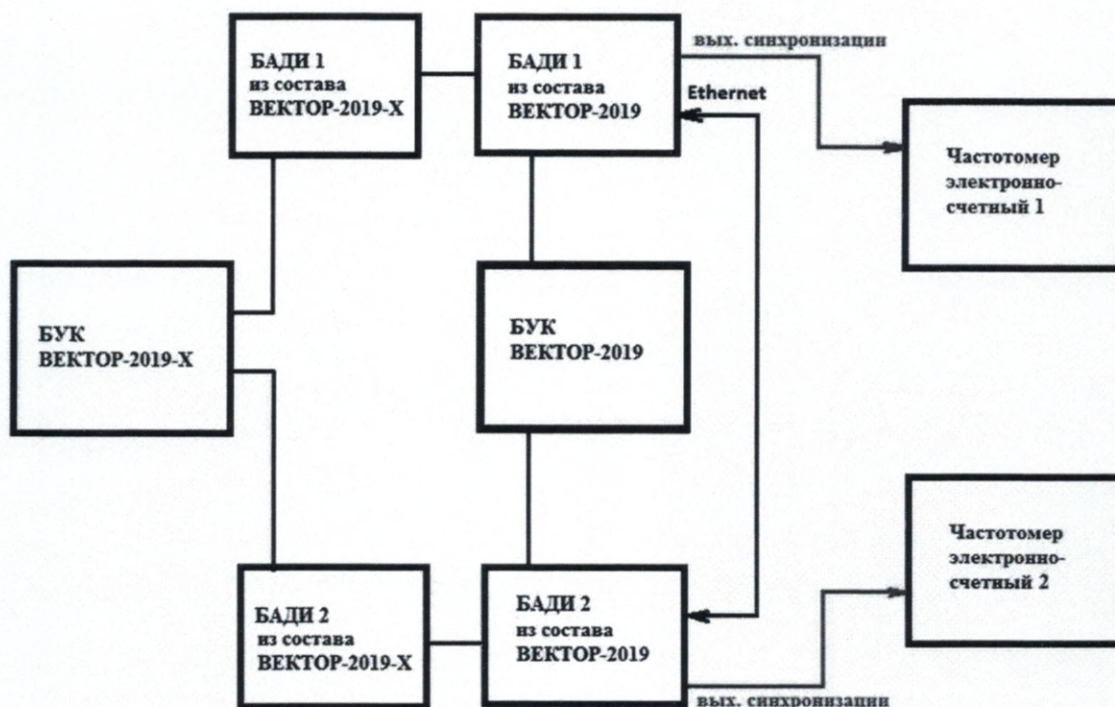 БАДИ 1
из состава
ВЕКТОР-2019-X
БАДИ 1
из состава
ВЕКТОР-2019
вых. синхронизации
Ethernet
Частотомер
электронно-
счетный 1
БУК
ВЕКТОР-2019-X
БУК
ВЕКТОР-2019
БАДИ 2
из состава
ВЕКТОР-2019-X
БАДИ 2
из состава
ВЕКТОР-2019
Частотомер
электронно-
счетный 2
вых. синхронизации